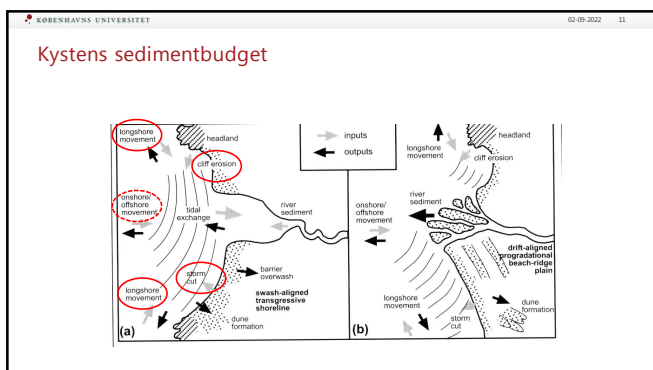 KØBENHAVNS UNIVERSITET
02-09-2022
11
Kystens sedimentbudget
longshore
movement
headland
cliff erosion
onshore/
offshore
movement
tidal
exchange
river
sediment
storm
cut
barrier
overwash
longshore
movement
swash-aligned
transgressive
shoreline
dune
formation
(a)
inputs
outputs
longshore
movement
headland
cliff erosion
river
sediment
onshore/
offshore
movement
drift-aligned
progradational
beach-ridge
plain
longshore
movement
storm
cut
dune
formation
(b)